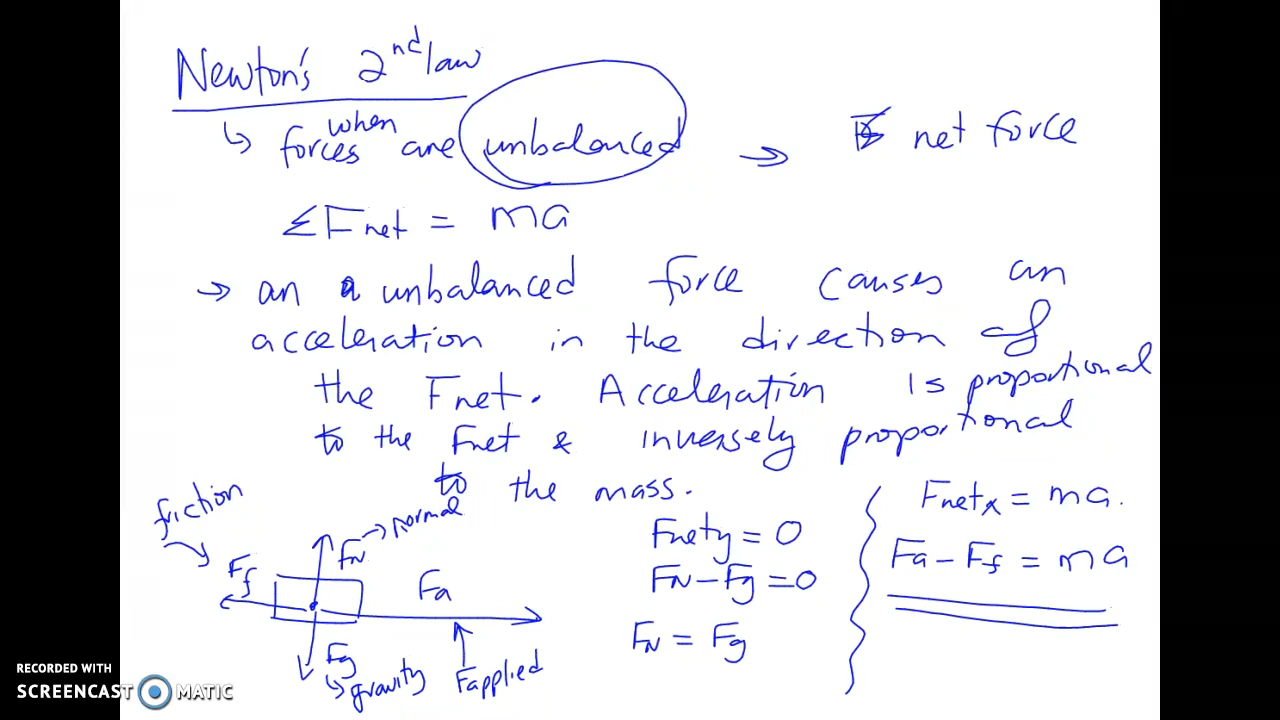 Newton's 2nd law
↳ forces when are unbalanced → net force
ΣFnet = ma
→ an unbalanced force causes an
acceleration in the direction of
the Fnet. Acceleration is proportional
to the Fnet & inversely proportional
to the mass.
friction
Ff
FN → normal
Fa
Fg
↳ gravity
Fapplied
Fnety = 0
FN - Fg = 0
FN = Fg
Fnetx = ma.
Fa - Ff = ma
RECORDED WITH
SCREENCAST MATIC